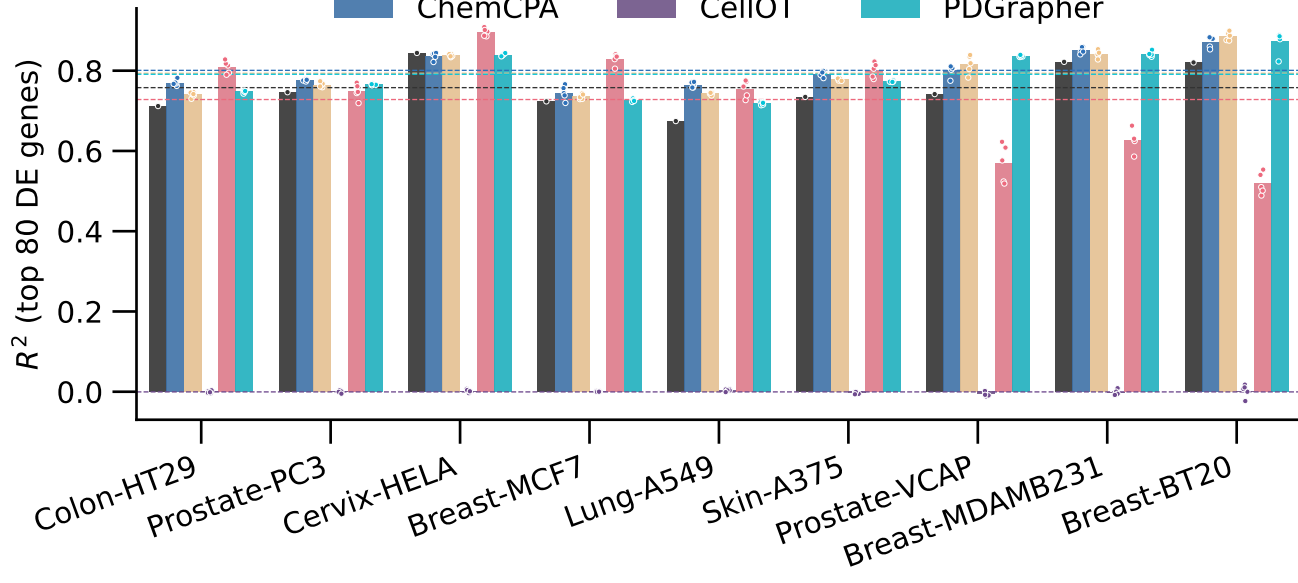 ChemCPA CellOT PDGrapher
R² (top 80 DE genes)
0.8
0.6
0.4
0.2
0.0
Colon-HT29
Prostate-PC3
Cervix-HELA
Breast-MCF7
Lung-A549
Skin-A375
Prostate-VCAP
Breast-MDAMB231
Breast-BT20